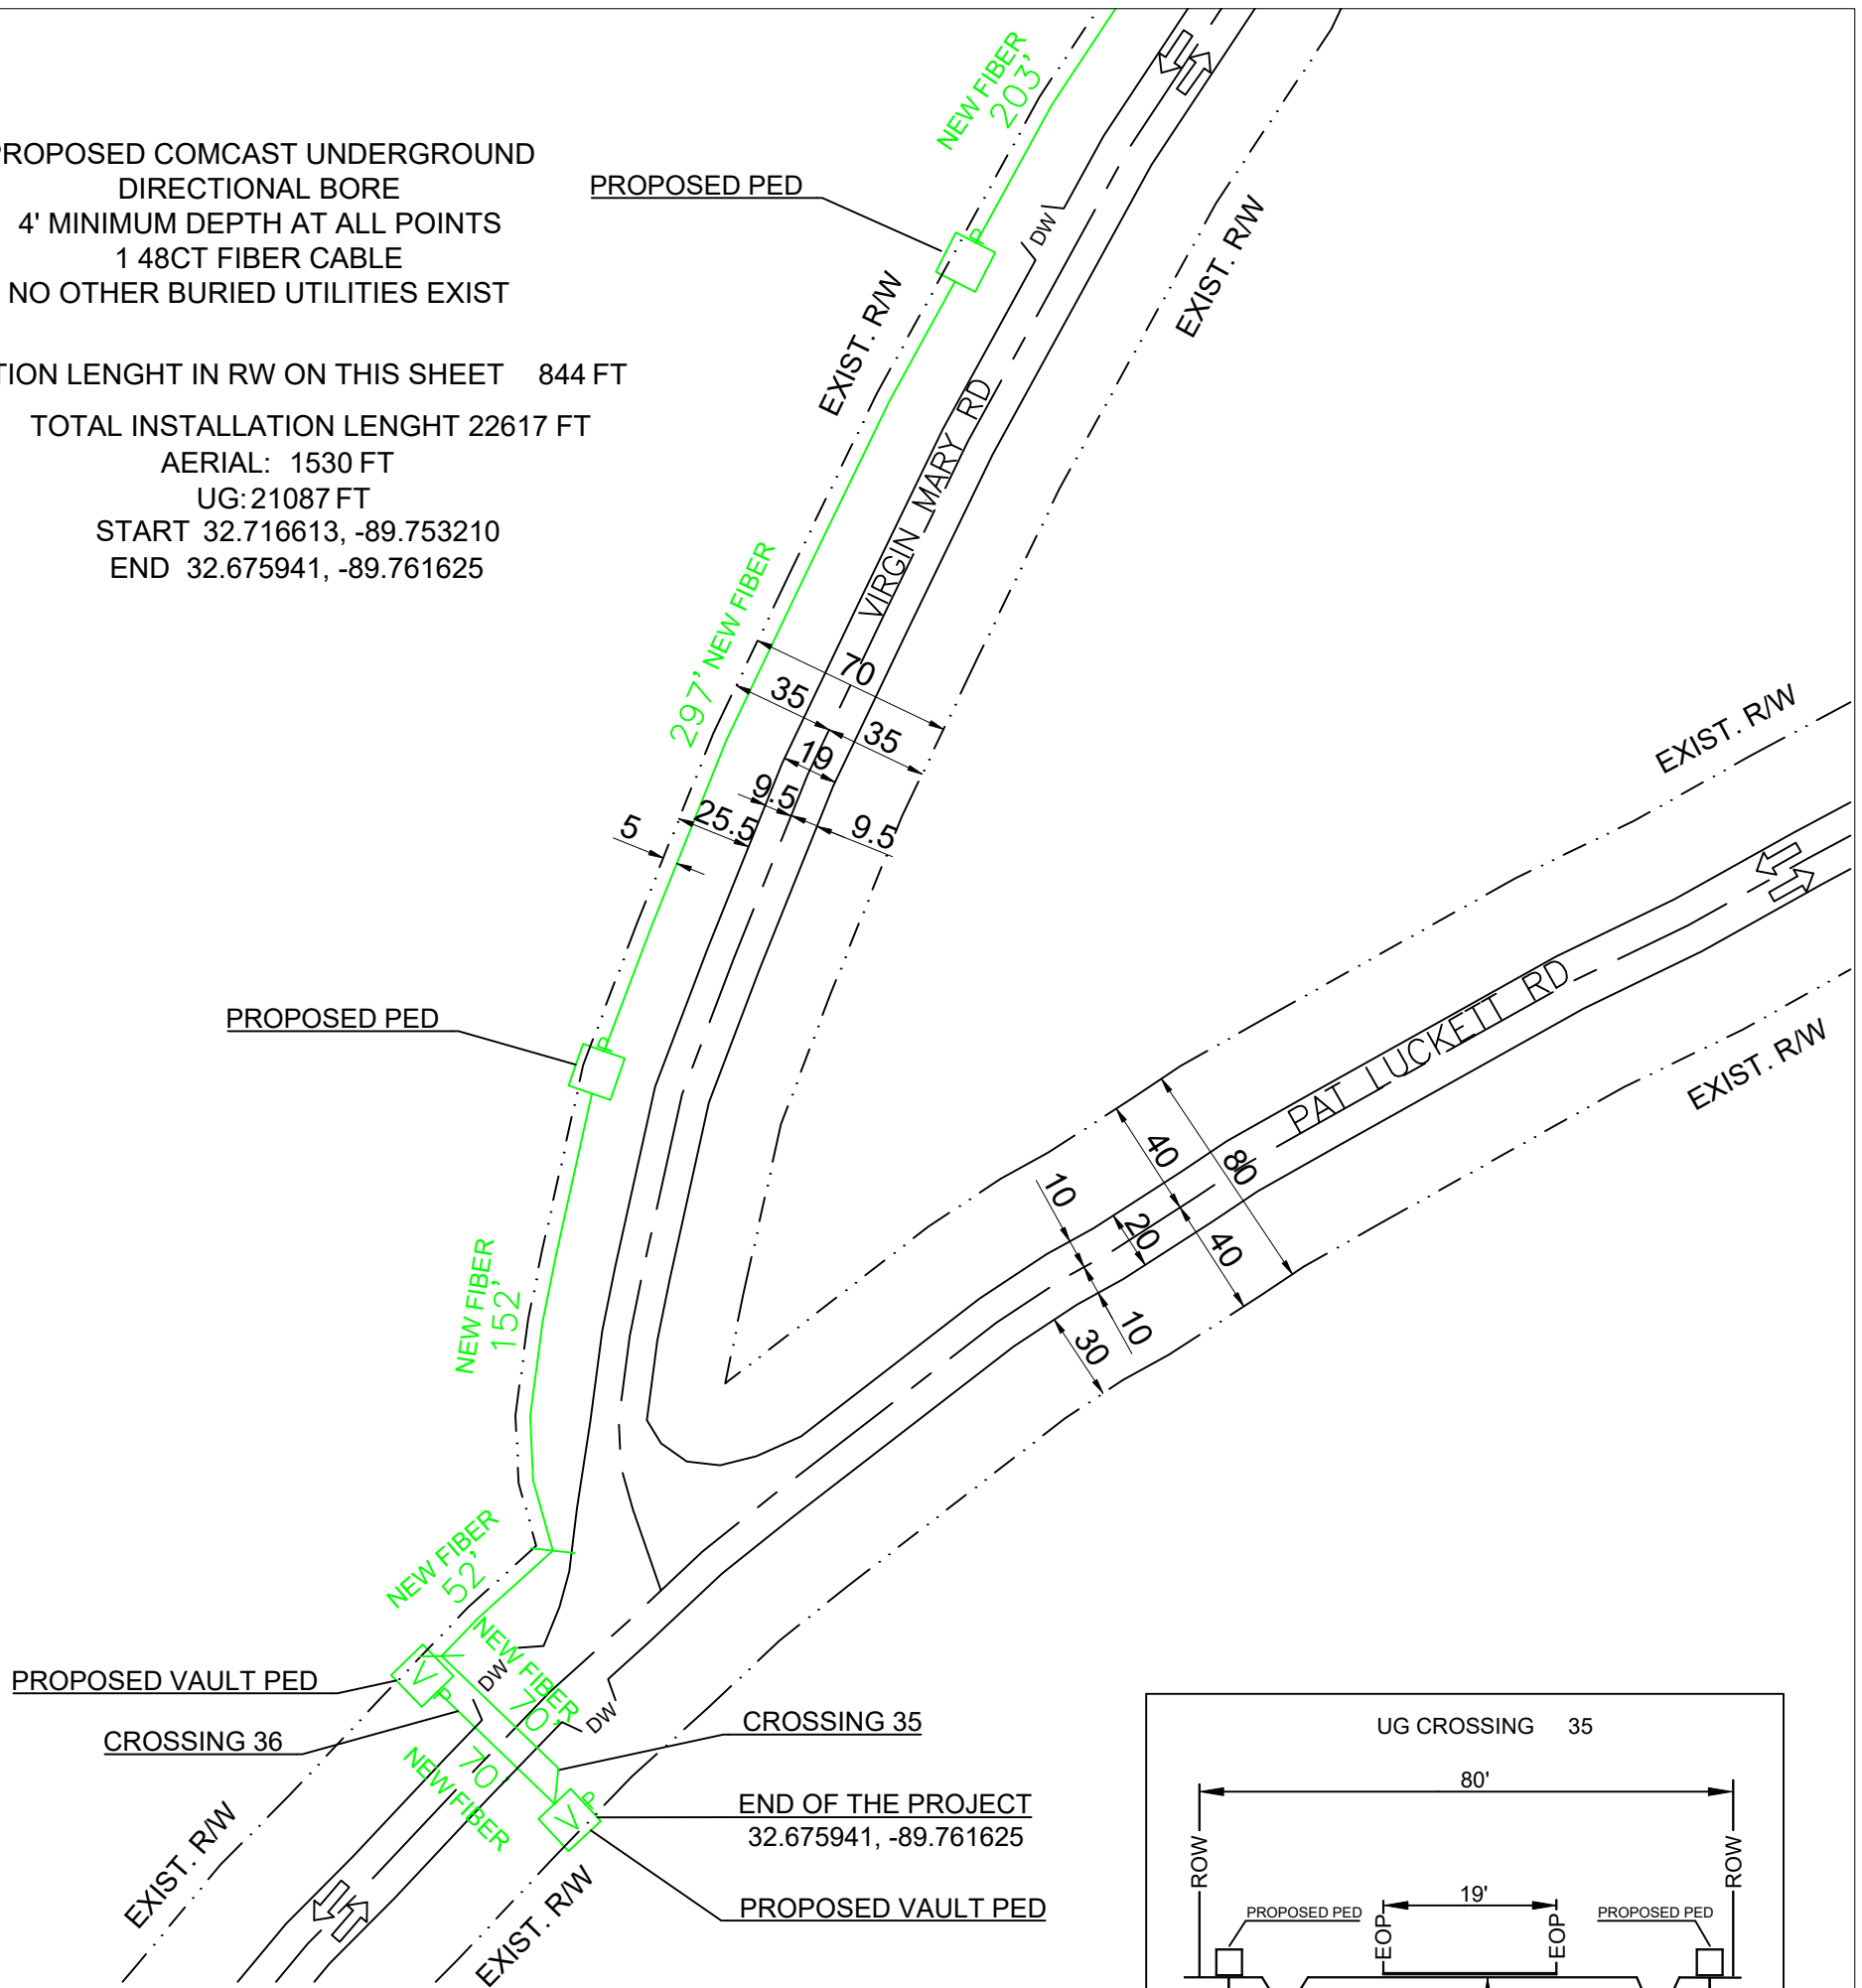 NEW FIBER
203'
PROPOSED COMCAST UNDERGROUND
DIRECTIONAL BORE
4' MINIMUM DEPTH AT ALL POINTS
1 48CT FIBER CABLE
NO OTHER BURIED UTILITIES EXIST
LENGHT IN RW ON THIS SHEET 844 FT
TOTAL INSTALLATION LENGHT 22617 FT
AERIAL: 1530 FT
UG: 21087 FT
START 32.716613, -89.753210
END 32.675941, -89.761625
PROPOSED PED
P
DW
EXIST. R/W
EXIST. R/W
VIRGIN MARY RD
297' NEW FIBER
70
35
35
19
9.5
9.5
25.5
5
EXIST. R/W
PAT LUCKETT RD
EXIST. R/W
PROPOSED PED
P
40
80
10
20
40
10
30
NEW FIBER
152'
NEW FIBER
52'
NEW FIBER
70'
DW
DW
PROPOSED VAULT PED
V
P
CROSSING 36
CROSSING 35
70'
NEW FIBER
V
P
END OF THE PROJECT
32.675941, -89.761625
PROPOSED VAULT PED
EXIST. R/W
EXIST. R/W
UG CROSSING 35
80'
ROW
ROW
19'
PROPOSED PED
EOP
EOP
PROPOSED PED